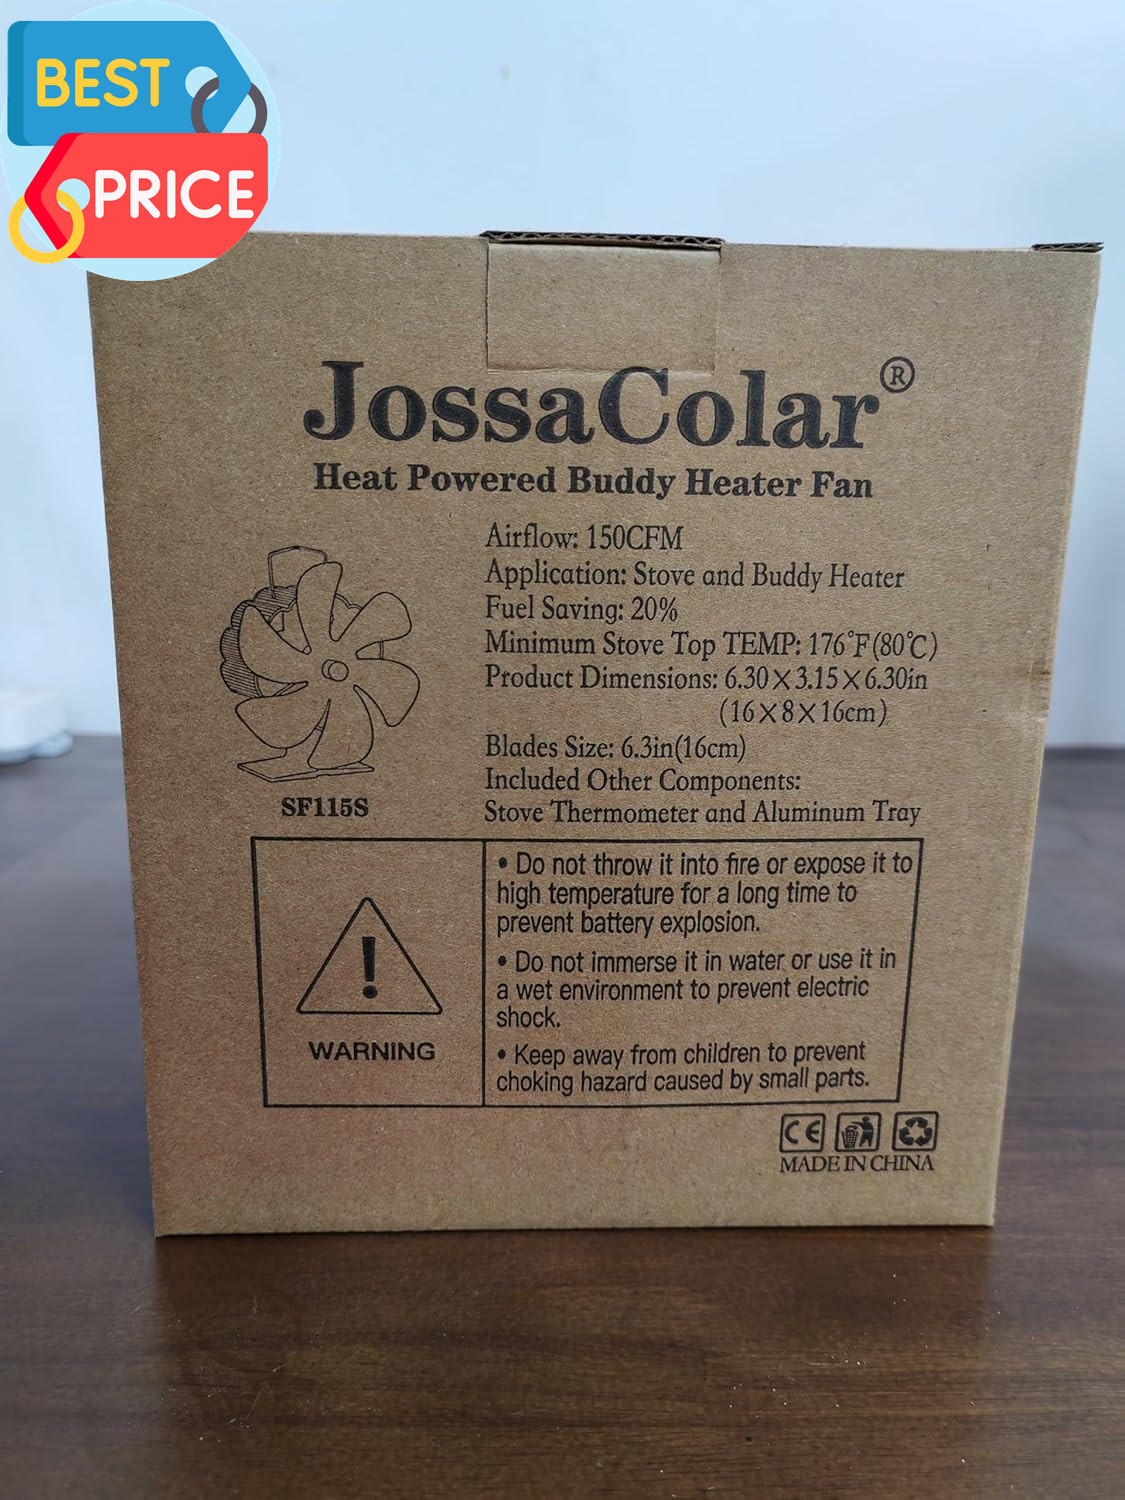 BEST
PRICE
JossaColar®
Heat Powered Buddy Heater Fan
Airflow: 150CFM
Application: Stove and Buddy Heater
Fuel Saving: 20%
Minimum Stove Top TEMP: 176°F(80℃)
Product Dimensions: 6.30×3.15×6.30in
(16×8×16cm)
Blades Size: 6.3in(16cm)
Included Other Components:
Stove Thermometer and Aluminum Tray
SF115S
WARNING
• Do not throw it into fire or expose it to
high temperature for a long time to
prevent battery explosion.
• Do not immerse it in water or use it in
a wet environment to prevent electric
shock.
• Keep away from children to prevent
choking hazard caused by small parts.
CE
MADE IN CHINA